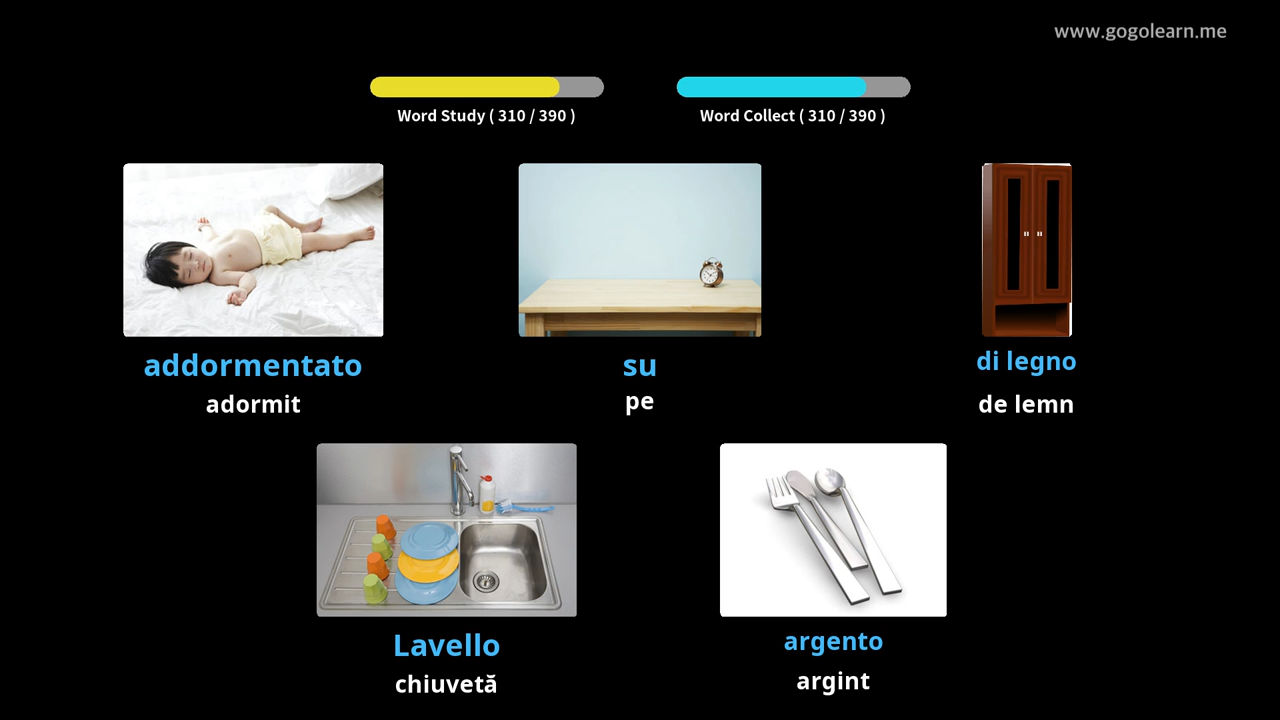 www.gogolearn.me
Word Study ( 310 / 390 )
Word Collect ( 310 / 390 )
addormentato
adormit
su
pe
di legno
de lemn
Lavello
chiuvetă
argento
argint